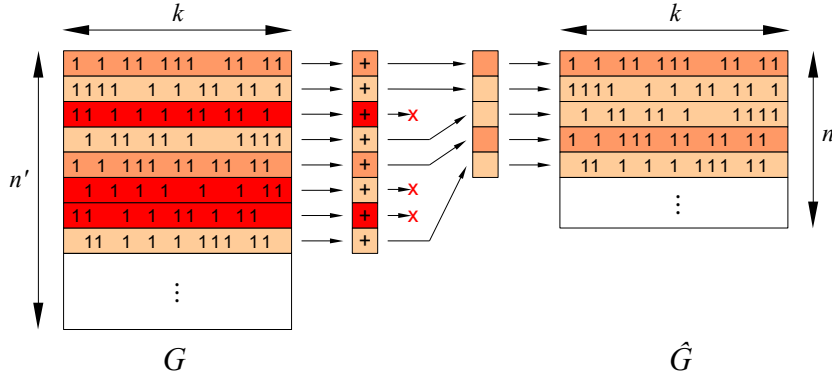 k k
1 1 11 111 11 11 + 1 1 11 111 11 11
1111 1 1 11 11 1 + 1111 1 1 11 11 1
11 1 1 1 1 11 11 1 + x 1 11 11 1 1111
1 11 11 1 1111 + 1 1 111 11 11 11
n' 1 1 111 11 11 11 + 11 1 1 1 111 11 n
1 1 1 1 1 1 11 + x
11 1 1 11 1 11 + x ⋮
11 1 1 1 111 11 +
⋮
G Ĝ